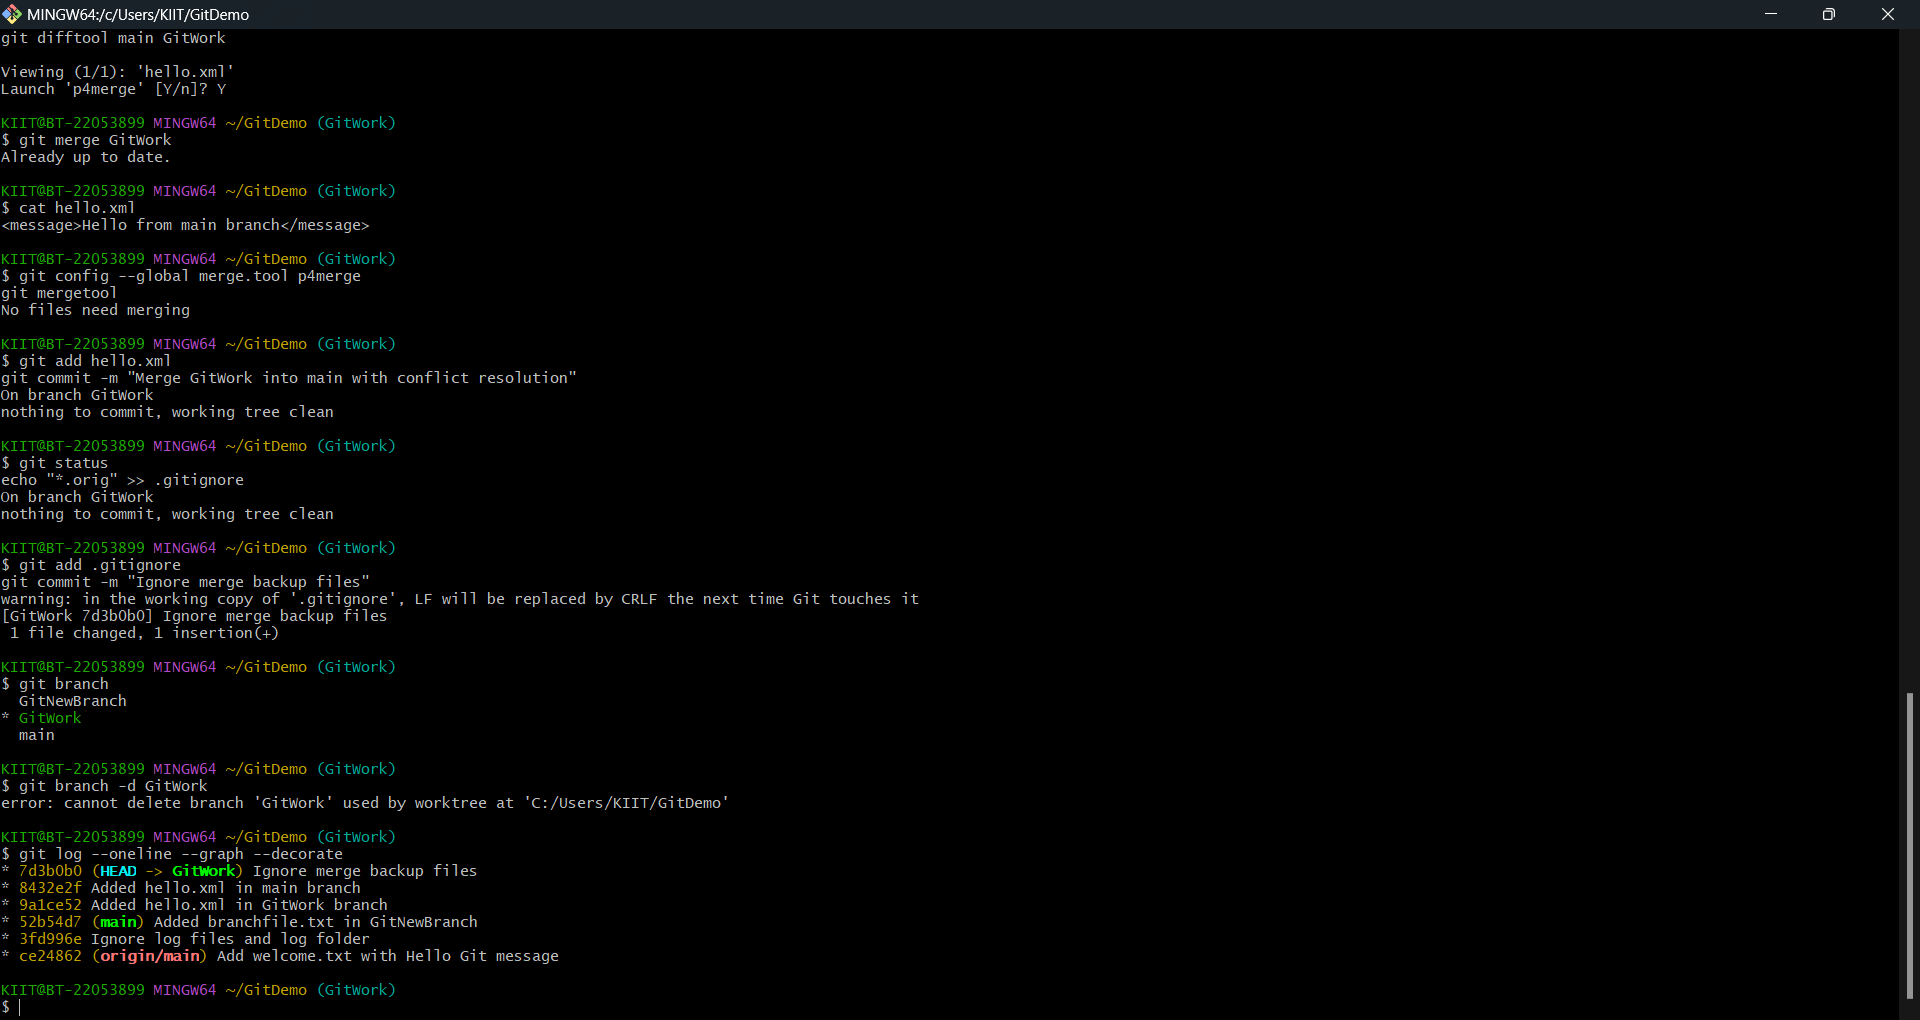 MINGW64:/c/Users/KIIT/GitDemo
git difftool main GitWork
Viewing (1/1): 'hello.xml'
Launch 'p4merge' [Y/n]? Y
KIIT@BT-22053899 MINGW64 ~/GitDemo (GitWork)
$ git merge GitWork
Already up to date.
KIIT@BT-22053899 MINGW64 ~/GitDemo (GitWork)
$ cat hello.xml
<message>Hello from main branch</message>
KIIT@BT-22053899 MINGW64 ~/GitDemo (GitWork)
$ git config --global merge.tool p4merge
git mergetool
No files need merging
KIIT@BT-22053899 MINGW64 ~/GitDemo (GitWork)
$ git add hello.xml
git commit -m "Merge GitWork into main with conflict resolution"
On branch GitWork
nothing to commit, working tree clean
KIIT@BT-22053899 MINGW64 ~/GitDemo (GitWork)
$ git status
echo "*.orig" >> .gitignore
On branch GitWork
nothing to commit, working tree clean
KIIT@BT-22053899 MINGW64 ~/GitDemo (GitWork)
$ git add .gitignore
git commit -m "Ignore merge backup files"
warning: in the working copy of '.gitignore', LF will be replaced by CRLF the next time Git touches it
[GitWork 7d3b0b0] Ignore merge backup files
 1 file changed, 1 insertion(+)
KIIT@BT-22053899 MINGW64 ~/GitDemo (GitWork)
$ git branch
  GitNewBranch
* GitWork
  main
KIIT@BT-22053899 MINGW64 ~/GitDemo (GitWork)
$ git branch -d GitWork
error: cannot delete branch 'GitWork' used by worktree at 'C:/Users/KIIT/GitDemo'
KIIT@BT-22053899 MINGW64 ~/GitDemo (GitWork)
$ git log --oneline --graph --decorate
* 7d3b0b0 (HEAD -> GitWork) Ignore merge backup files
* 8432e2f Added hello.xml in main branch
* 9a1ce52 Added hello.xml in GitWork branch
* 52b54d7 (main) Added branchfile.txt in GitNewBranch
* 3fd996e Ignore log files and log folder
* ce24862 (origin/main) Add welcome.txt with Hello Git message
KIIT@BT-22053899 MINGW64 ~/GitDemo (GitWork)
$